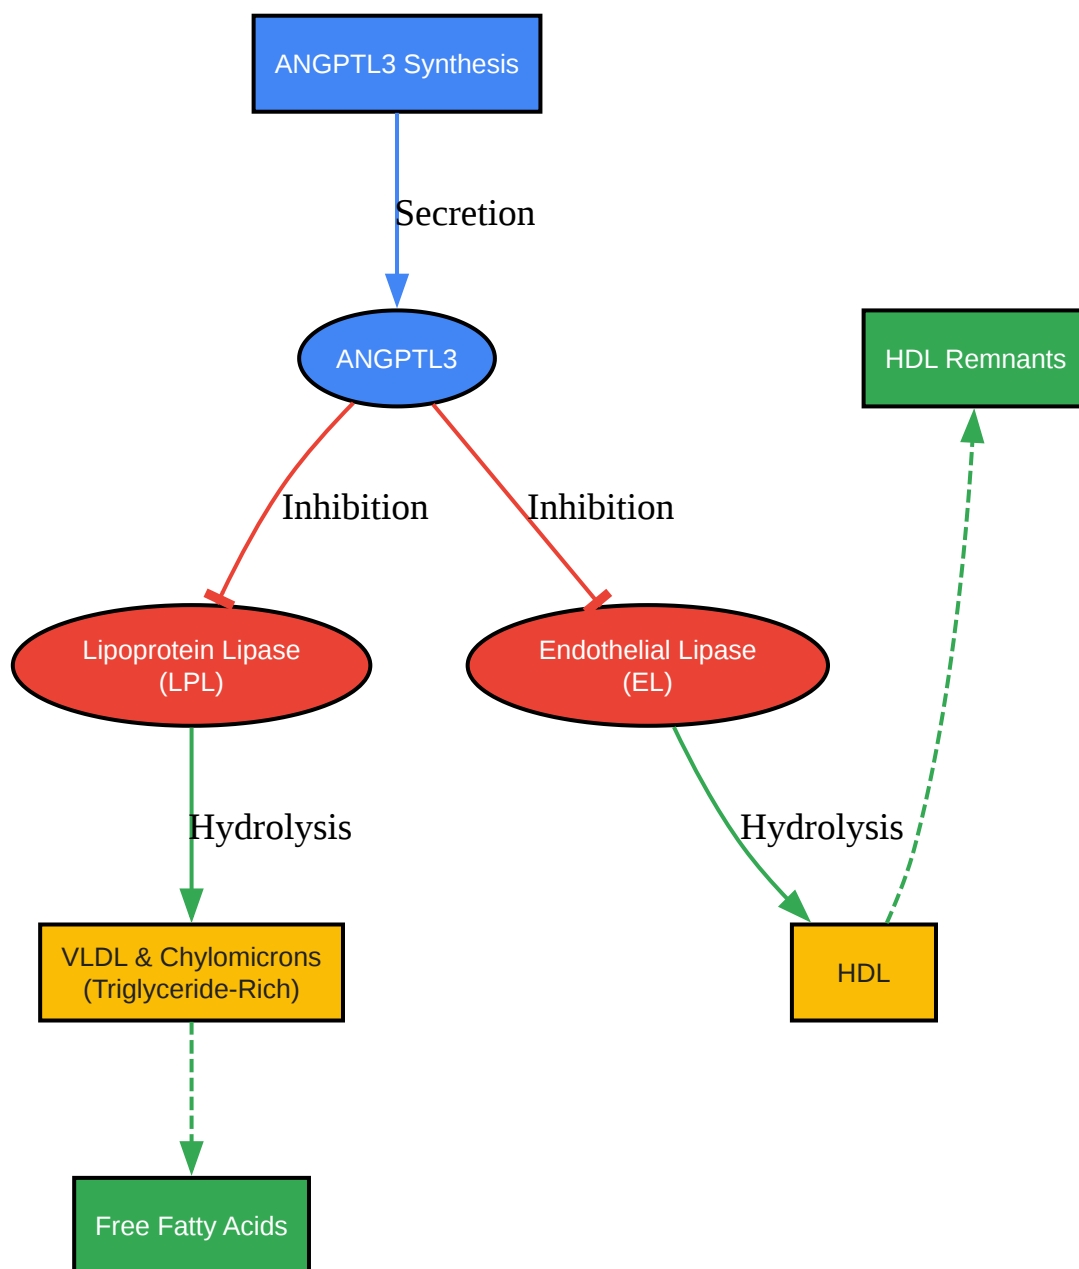 ANGPTL3 Synthesis
Secretion
ANGPTL3
HDL Remnants
Inhibition
Inhibition
Lipoprotein Lipase
(LPL)
Endothelial Lipase
(EL)
Hydrolysis
Hydrolysis
VLDL & Chylomicrons
(Triglyceride-Rich)
HDL
Free Fatty Acids